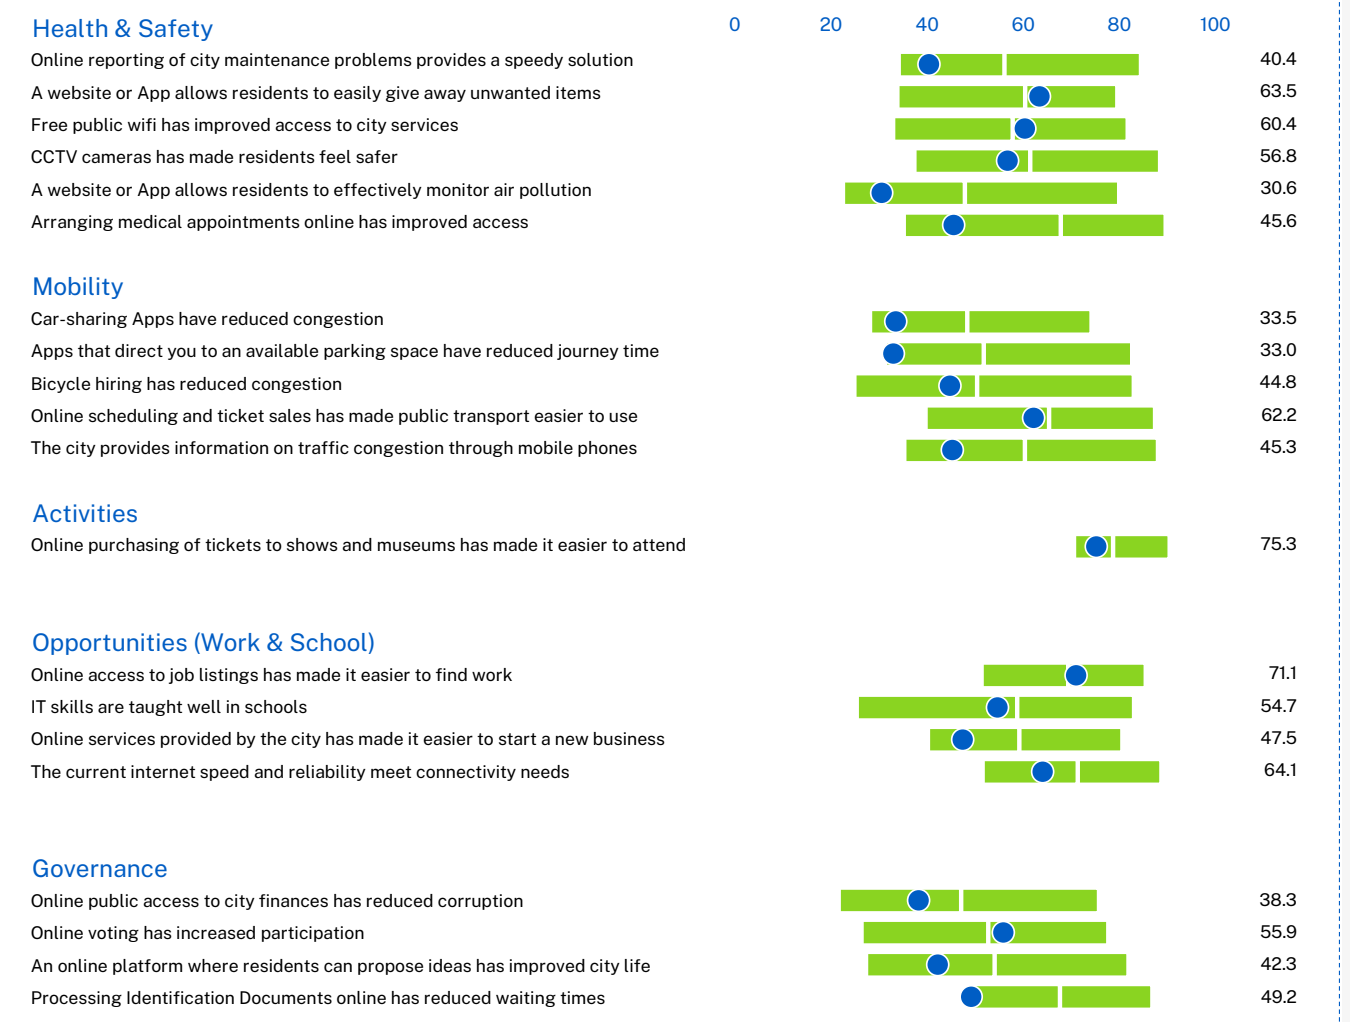 Health & Safety 0 20 40 60 80 100
Online reporting of city maintenance problems provides a speedy solution 40.4
A website or App allows residents to easily give away unwanted items 63.5
Free public wifi has improved access to city services 60.4
CCTV cameras has made residents feel safer 56.8
A website or App allows residents to effectively monitor air pollution 30.6
Arranging medical appointments online has improved access 45.6
Mobility
Car-sharing Apps have reduced congestion 33.5
Apps that direct you to an available parking space have reduced journey time 33.0
Bicycle hiring has reduced congestion 44.8
Online scheduling and ticket sales has made public transport easier to use 62.2
The city provides information on traffic congestion through mobile phones 45.3
Activities
Online purchasing of tickets to shows and museums has made it easier to attend 75.3
Opportunities (Work & School)
Online access to job listings has made it easier to find work 71.1
IT skills are taught well in schools 54.7
Online services provided by the city has made it easier to start a new business 47.5
The current internet speed and reliability meet connectivity needs 64.1
Governance
Online public access to city finances has reduced corruption 38.3
Online voting has increased participation 55.9
An online platform where residents can propose ideas has improved city life 42.3
Processing Identification Documents online has reduced waiting times 49.2